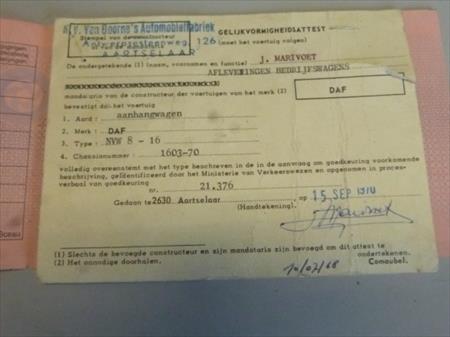 N.V. Van Doorne's Automobielfabriek
Stempel van de constructeur
Antwerpsesteenweg, 126
AARTSELAAR
GELIJKVORMIGHEIDSATTEST
(moet het voertuig volgen)
De ondergetekende (1) (naam, voornamen en functie) J. MARIVOET
AFLEVERINGEN BEDRIJFSWAGENS
mandataris van de constructeur der voertuigen van het merk (2) DAF
bevestigt dat het voertuig
1. Aard : aanhangwagen
2. Merk : DAF
3. Type : NVW 8 - 16
4. Chassisnummer : 1603-70
volledig overeenstemt met het type beschreven in de in de aanvraag om goedkeuring voorkomende
beschrijving, geïdentificeerd door het Ministerie van Verkeerswezen en opgenomen in proces-
verbaal van goedkeuring nr. 21.376
Gedaan te 2630 Aartselaar , op 15 SEP 1970
(Handtekening).
(1) Slechts de bevoegde constructeur en zijn mandataris zijn bevoegd om dit attest te
ondertekenen.
(2) Het onnodige doorhalen.
Comaubel.